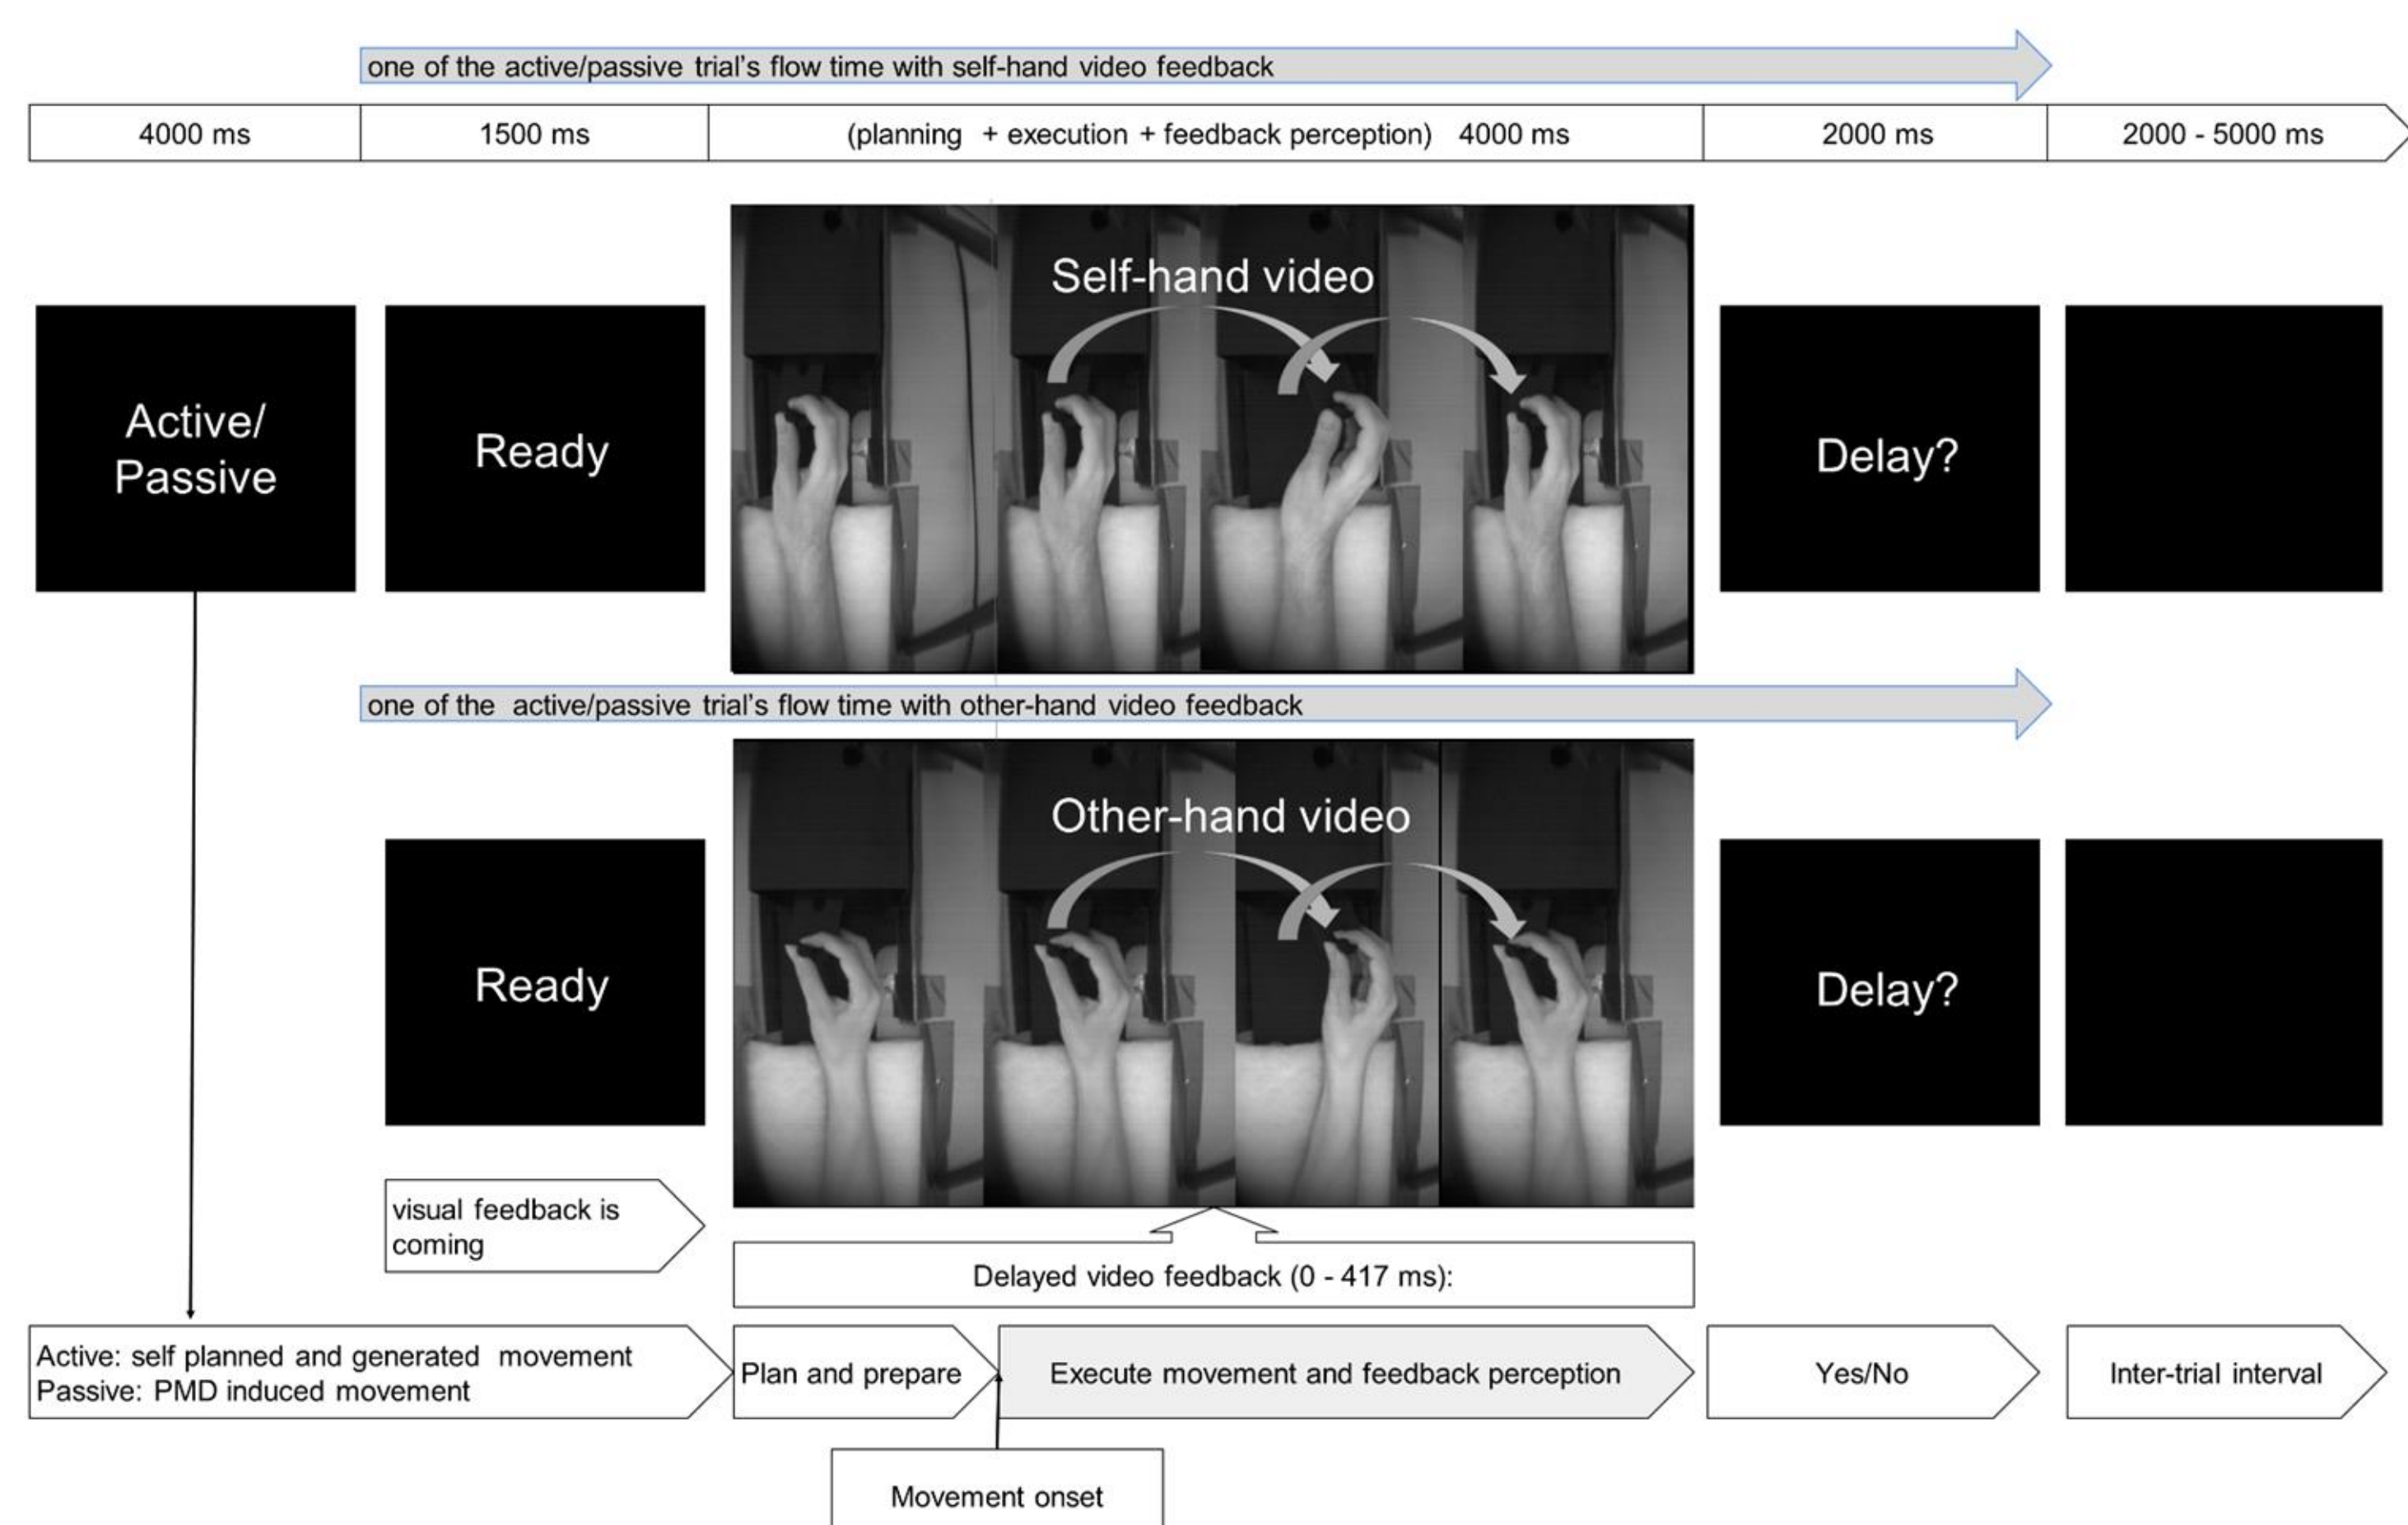 one of the active/passive trial's flow time with self-hand video feedback
4000 ms
1500 ms
(planning + execution + feedback perception) 4000 ms
2000 ms
2000 - 5000 ms
Self-hand video
Active/
Passive
Ready
Delay?
one of the active/passive trial's flow time with other-hand video feedback
Other-hand video
Ready
Delay?
visual feedback is
coming
Delayed video feedback (0 - 417 ms):
Active: self planned and generated movement
Passive: PMD induced movement
Plan and prepare
Execute movement and feedback perception
Yes/No
Inter-trial interval
Movement onset